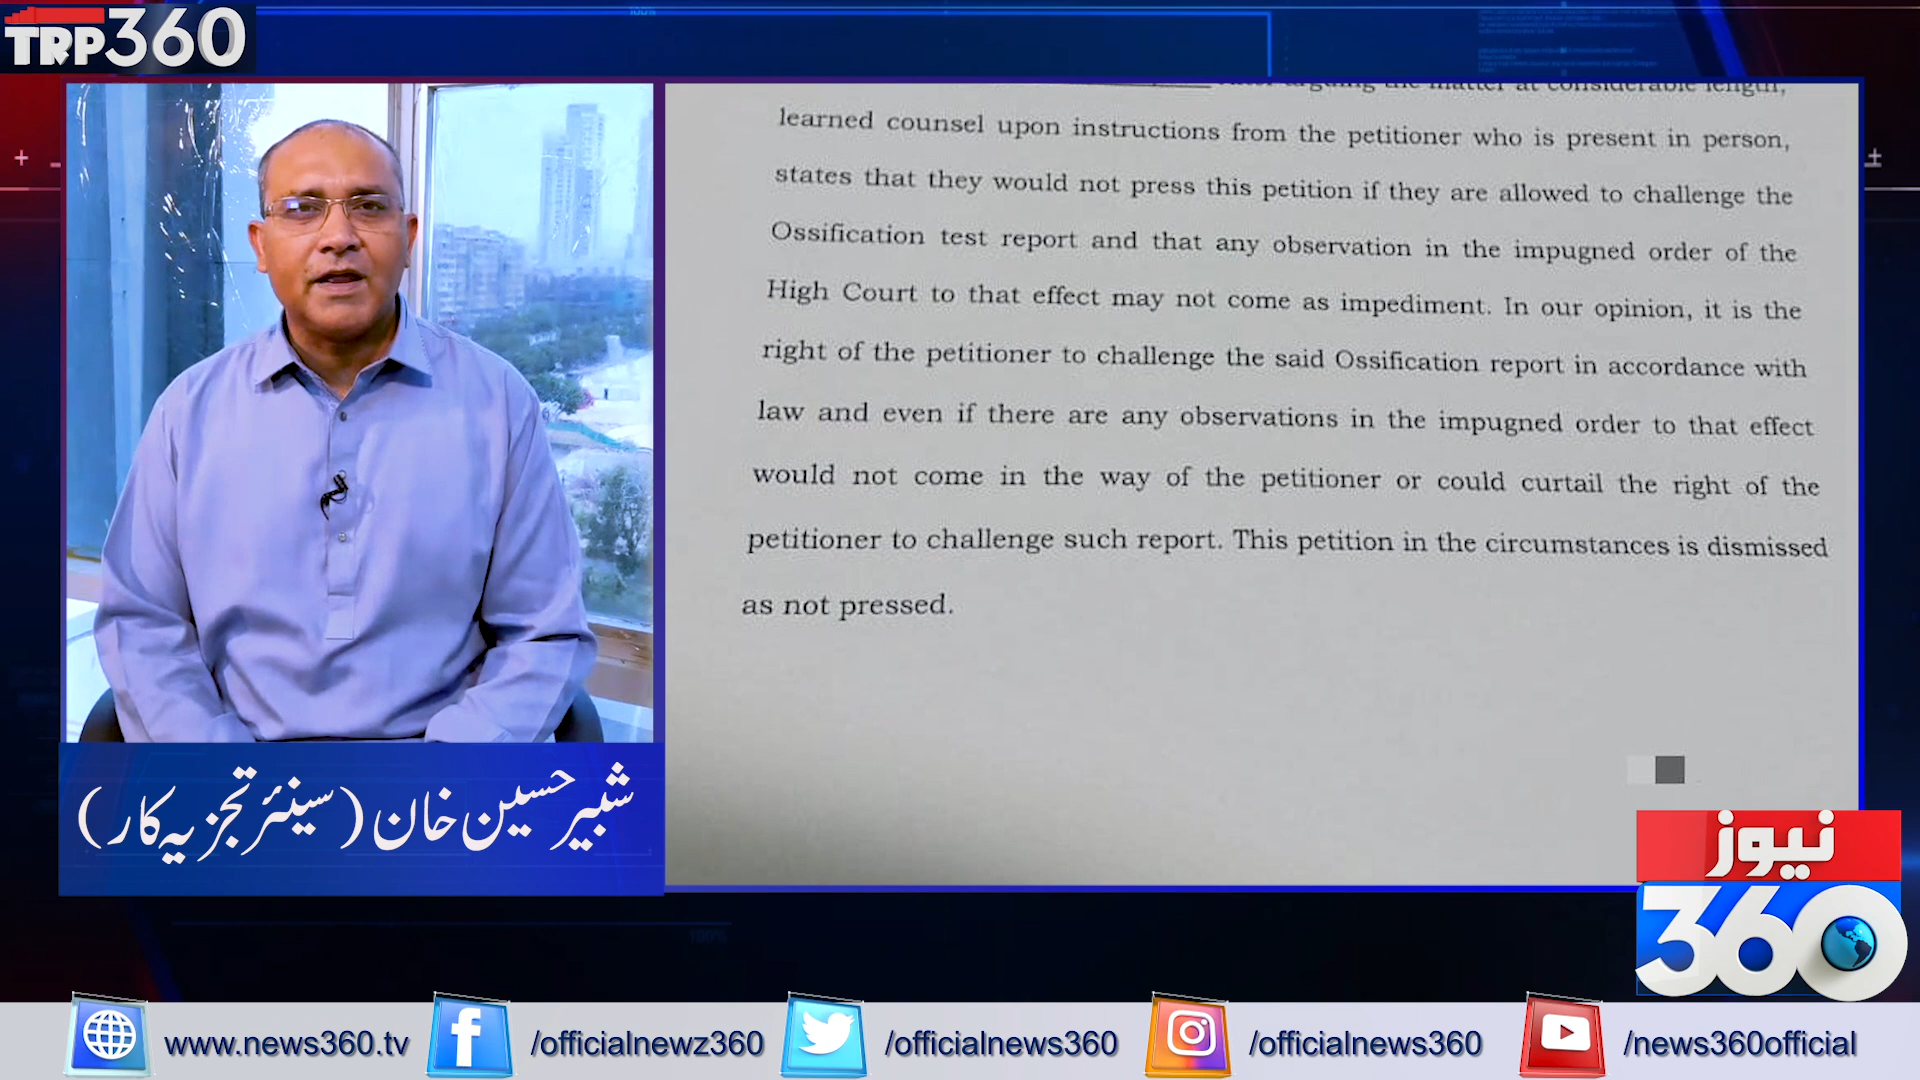 TRP360
arguing the matter at considerable length,
learned counsel upon instructions from the petitioner who is present in person,
states that they would not press this petition if they are allowed to challenge the
Ossification test report and that any observation in the impugned order of the
High Court to that effect may not come as impediment. In our opinion, it is the
right of the petitioner to challenge the said Ossification report in accordance with
law and even if there are any observations in the impugned order to that effect
would not come in the way of the petitioner or could curtail the right of the
petitioner to challenge such report. This petition in the circumstances is dismissed
as not pressed.
شبیر حسین خان (سینئر تجزیہ کار)
نیوز
360
www.news360.tv
/officialnewz360
/officialnews360
/officialnews360
/news360official